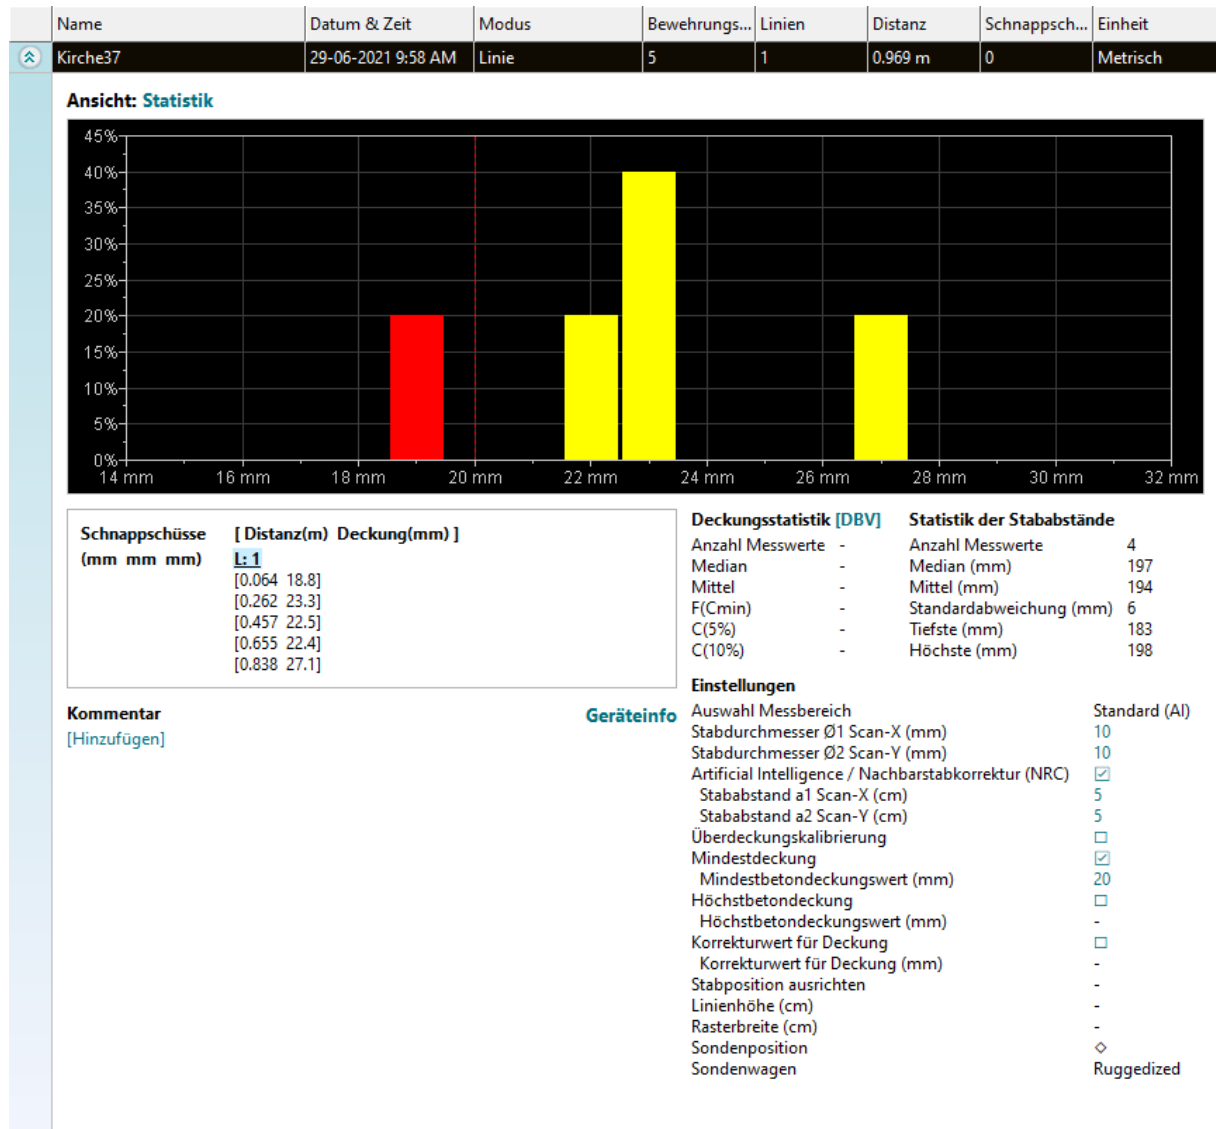 Name Datum & Zeit Modus Bewehrungs... Linien Distanz Schnappsch... Einheit
Kirche37 29-06-2021 9:58 AM Linie 5 1 0.969 m 0 Metrisch
Ansicht: Statistik
45%
40%
35%
30%
25%
20%
15%
10%
5%
0%
14 mm 16 mm 18 mm 20 mm 22 mm 24 mm 26 mm 28 mm 30 mm 32 mm
Schnappschüsse [ Distanz(m) Deckung(mm) ]
(mm mm mm) L: 1
[0.064 18.8]
[0.262 23.3]
[0.457 22.5]
[0.655 22.4]
[0.838 27.1]
Kommentar
[Hinzufügen]
Geräteinfo
Deckungsstatistik [DBV]
Anzahl Messwerte -
Median -
Mittel -
F(Cmin) -
C(5%) -
C(10%) -
Statistik der Stababstände
Anzahl Messwerte 4
Median (mm) 197
Mittel (mm) 194
Standardabweichung (mm) 6
Tiefste (mm) 183
Höchste (mm) 198
Einstellungen
Auswahl Messbereich Standard (AI)
Stabdurchmesser Ø1 Scan-X (mm) 10
Stabdurchmesser Ø2 Scan-Y (mm) 10
Artificial Intelligence / Nachbarstabkorrektur (NRC) ☑
Stababstand a1 Scan-X (cm) 5
Stababstand a2 Scan-Y (cm) 5
Überdeckungskalibrierung ☐
Mindestdeckung ☑
Mindestbetondeckungswert (mm) 20
Höchstbetondeckung ☐
Höchstbetondeckungswert (mm) -
Korrekturwert für Deckung ☐
Korrekturwert für Deckung (mm) -
Stabposition ausrichten -
Linienhöhe (cm) -
Rasterbreite (cm) -
Sondenposition ◇
Sondenwagen Ruggedized